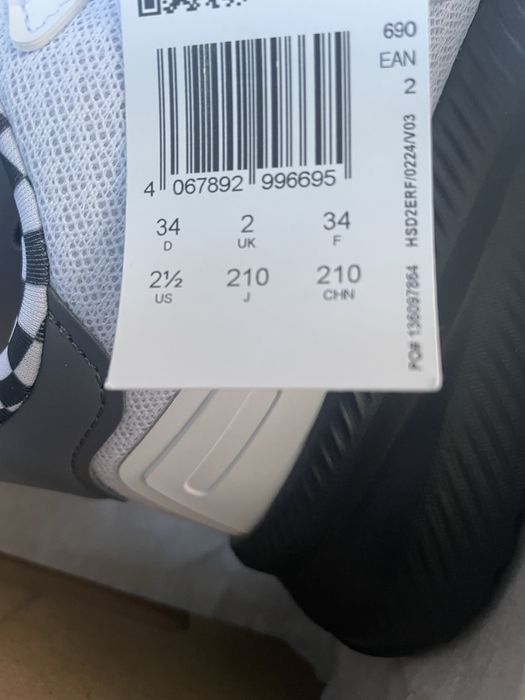 690
EAN
2
4 067892 996695
34 2 34
D UK F
2½ 210 210
US J CHN
PO# 136097864 HSD2ERF/0224/V03